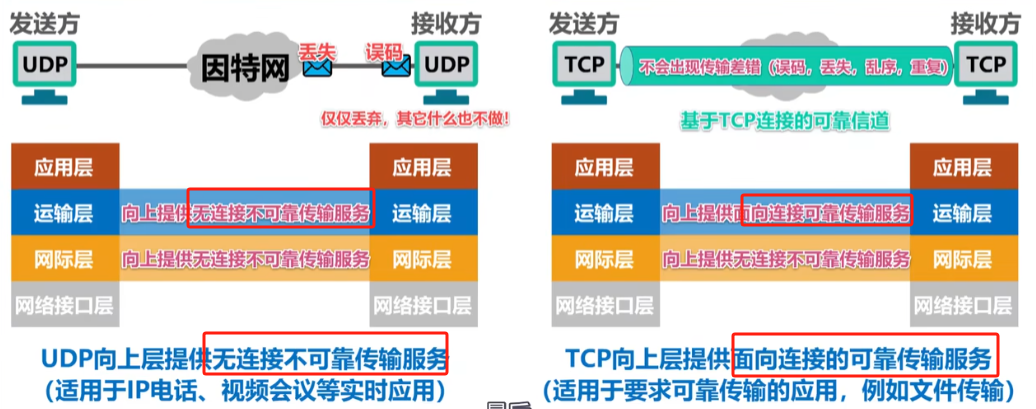 发送方
接收方
UDP
因特网
丢失
误码
UDP
仅仅丢弃，其它什么也不做！
应用层
应用层
运输层
向上提供无连接不可靠传输服务
运输层
网际层
向上提供无连接不可靠传输服务
网际层
网络接口层
网络接口层
UDP向上层提供无连接不可靠传输服务
（适用于IP电话、视频会议等实时应用）
发送方
接收方
TCP
不会出现传输差错（误码，丢失，乱序，重复）
TCP
基于TCP连接的可靠信道
应用层
应用层
运输层
向上提供面向连接可靠传输服务
运输层
网际层
向上提供无连接不可靠传输服务
网际层
网络接口层
网络接口层
TCP向上层提供面向连接的可靠传输服务
（适用于要求可靠传输的应用，例如文件传输）